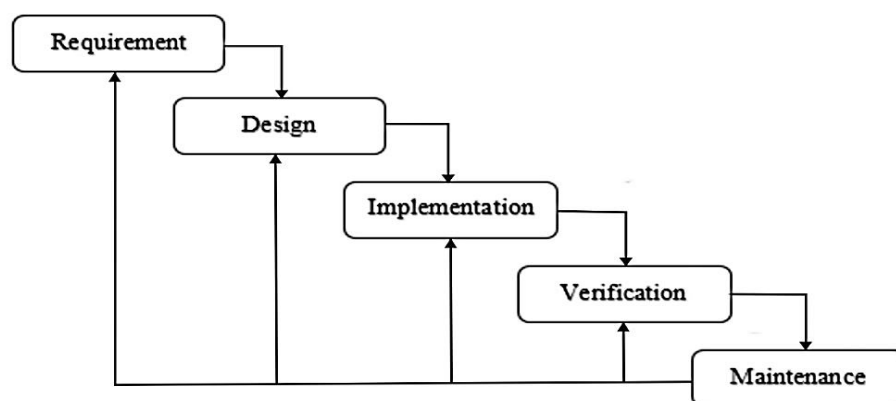 Requirement
Design
Implementation
Verification
Maintenance